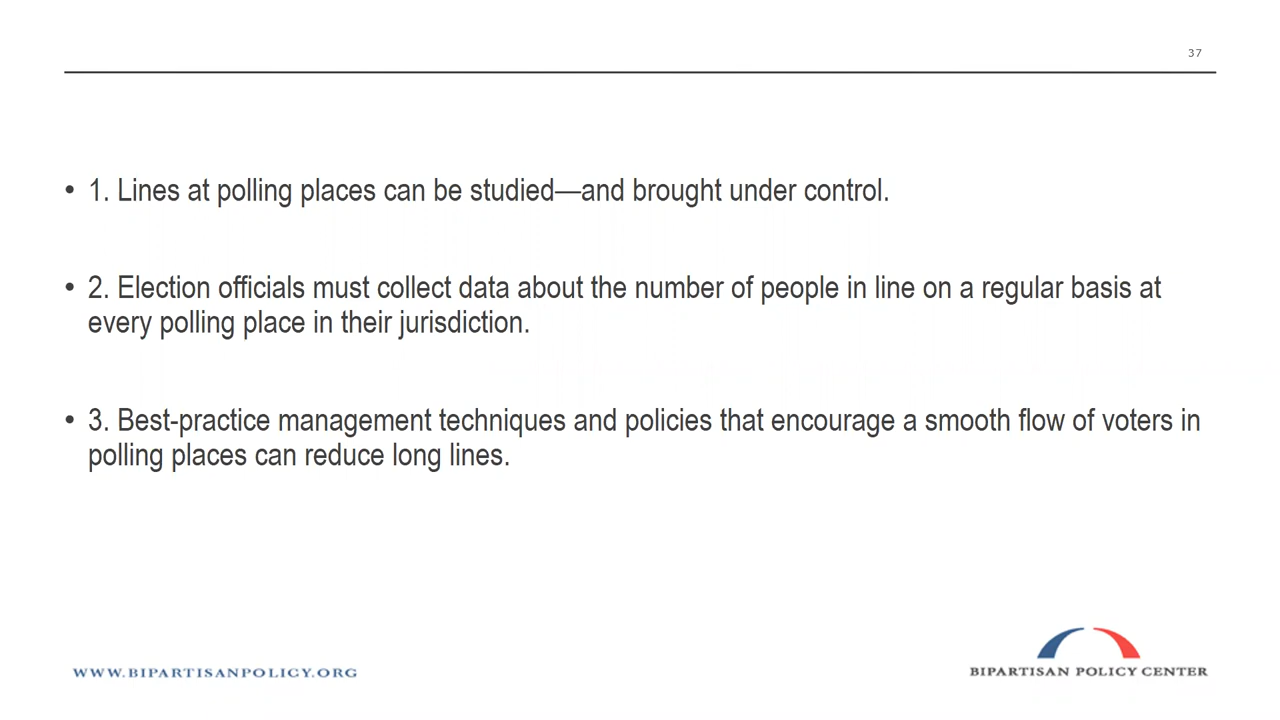 37
• 1. Lines at polling places can be studied—and brought under control.
• 2. Election officials must collect data about the number of people in line on a regular basis at
every polling place in their jurisdiction.
• 3. Best-practice management techniques and policies that encourage a smooth flow of voters in
polling places can reduce long lines.
WWW.BIPARTISANPOLICY.ORG
BIPARTISAN POLICY CENTER